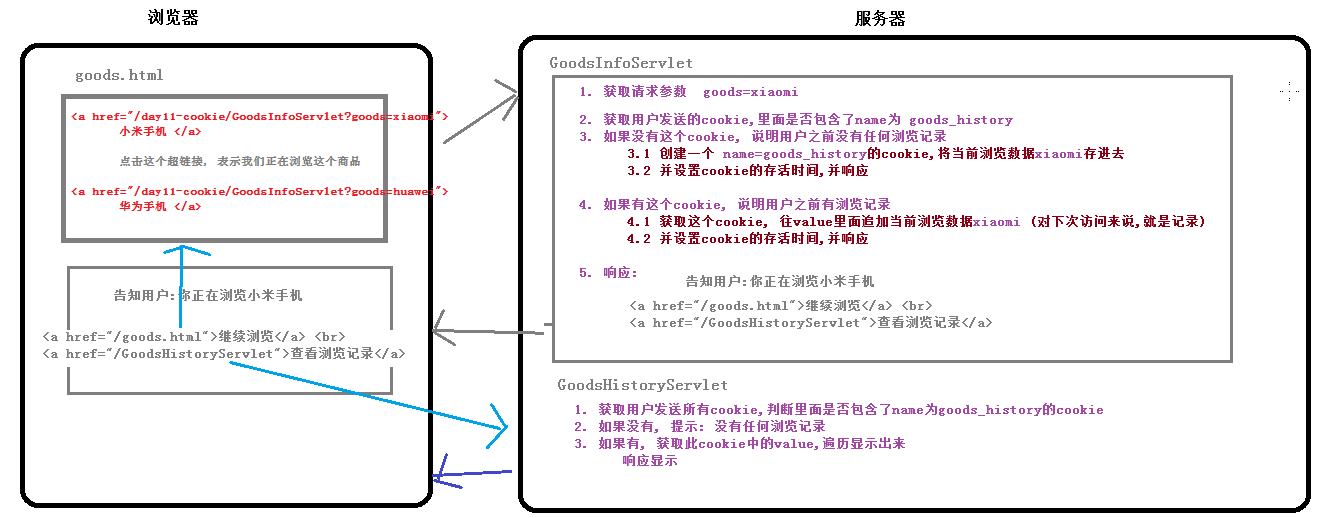 浏览器
goods.html
<a href="/day11-cookie/GoodsInfoServlet?goods=xiaomi">
小米手机 </a>
点击这个超链接, 表示我们正在浏览这个商品
<a href="/day11-cookie/GoodsInfoServlet?goods=huawei">
华为手机 </a>
告知用户:你正在浏览小米手机
<a href="/goods.html">继续浏览</a> <br>
<a href="/GoodsHistoryServlet">查看浏览记录</a>
服务器
GoodsInfoServlet
1. 获取请求参数 goods=xiaomi
2. 获取用户发送的cookie,里面是否包含了name为 goods_history
3. 如果没有这个cookie, 说明用户之前没有任何浏览记录
3.1 创建一个 name=goods_history的cookie,将当前浏览数据xiaomi存进去
3.2 并设置cookie的存活时间,并响应
4. 如果有这个cookie, 说明用户之前有浏览记录
4.1 获取这个cookie, 往value里面追加当前浏览数据xiaomi (对下次访问来说,就是记录)
4.2 并设置cookie的存活时间,并响应
5. 响应:
告知用户:你正在浏览小米手机
<a href="/goods.html">继续浏览</a> <br>
<a href="/GoodsHistoryServlet">查看浏览记录</a>
GoodsHistoryServlet
1. 获取用户发送所有cookie,判断里面是否包含了name为goods_history的cookie
2. 如果没有, 提示: 没有任何浏览记录
3. 如果有, 获取此cookie中的value,遍历显示出来
响应显示